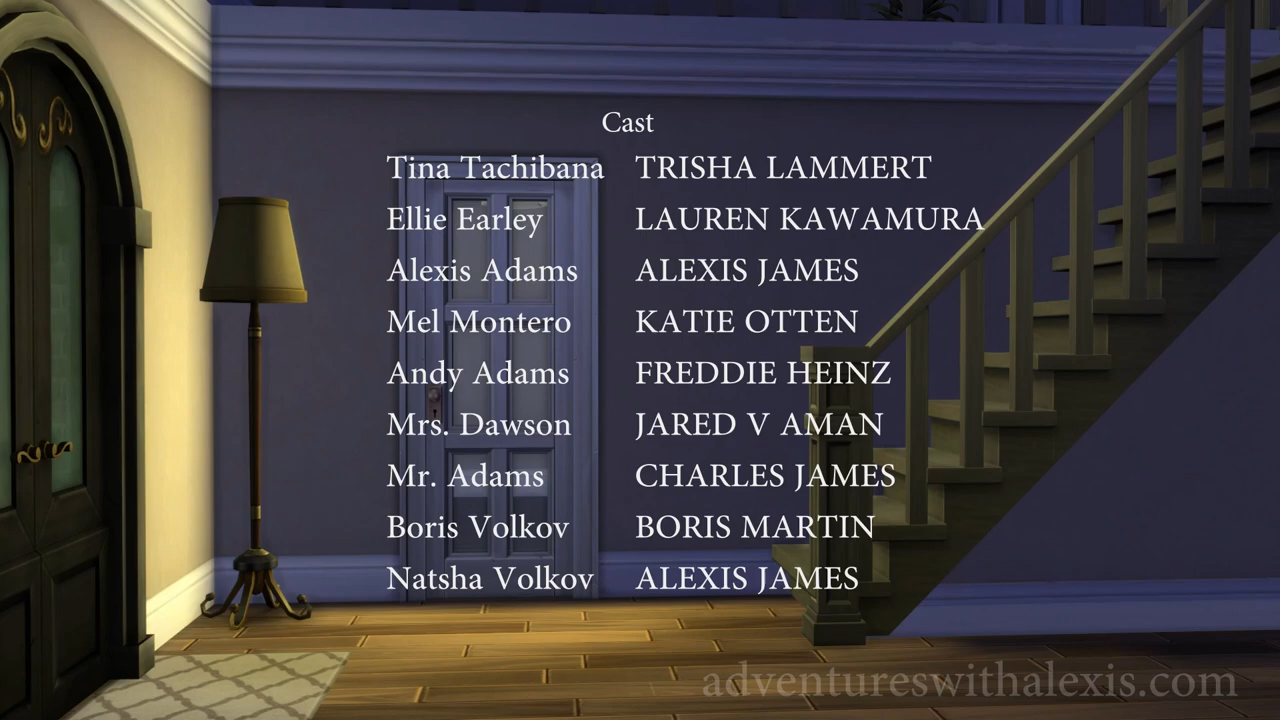 Cast
Tina Tachibana TRISHA LAMMERT
Ellie Earley LAUREN KAWAMURA
Alexis Adams ALEXIS JAMES
Mel Montero KATIE OTTEN
Andy Adams FREDDIE HEINZ
Mrs. Dawson JARED V AMAN
Mr. Adams CHARLES JAMES
Boris Volkov BORIS MARTIN
Natsha Volkov ALEXIS JAMES
adventureswithalexis.com